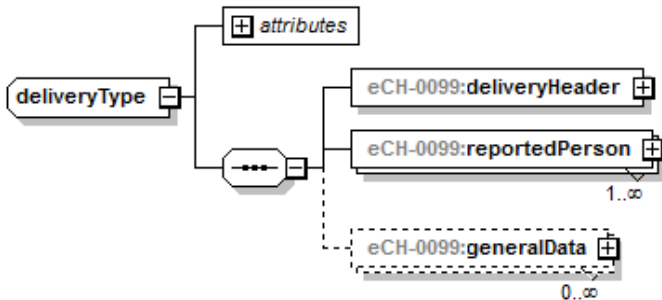 attributes
deliveryType
eCH-0099:deliveryHeader
eCH-0099:reportedPerson
1..∞
eCH-0099:generalData
0..∞